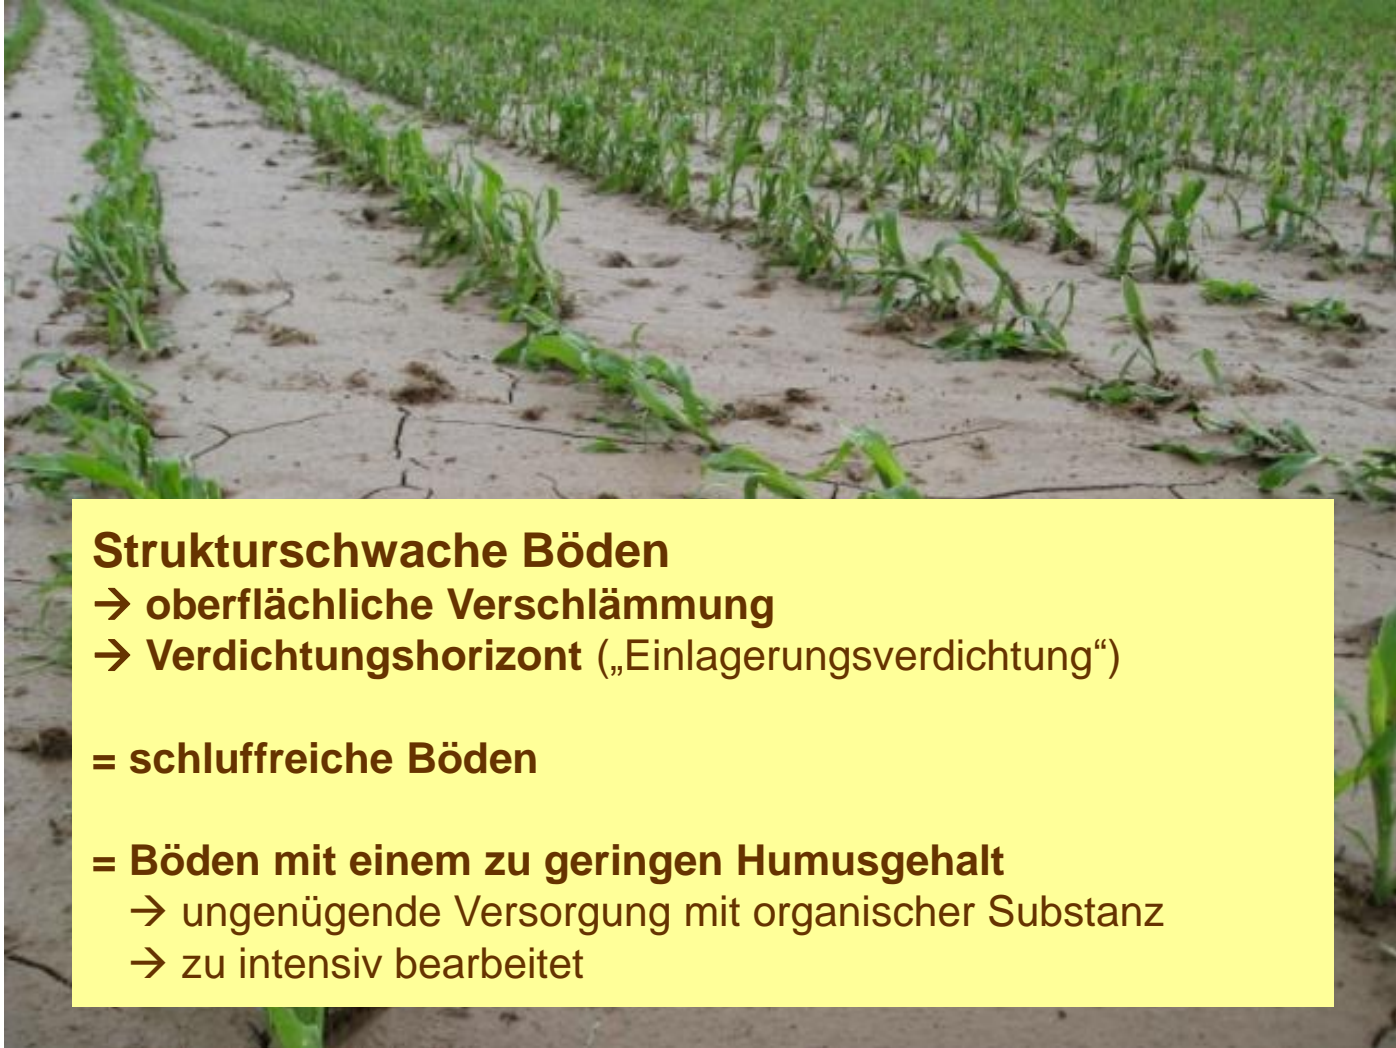 Strukturschwache Böden
→ oberflächliche Verschlämmung
→ Verdichtungshorizont („Einlagerungsverdichtung“)
= schluffreiche Böden
= Böden mit einem zu geringen Humusgehalt
→ ungenügende Versorgung mit organischer Substanz
→ zu intensiv bearbeitet